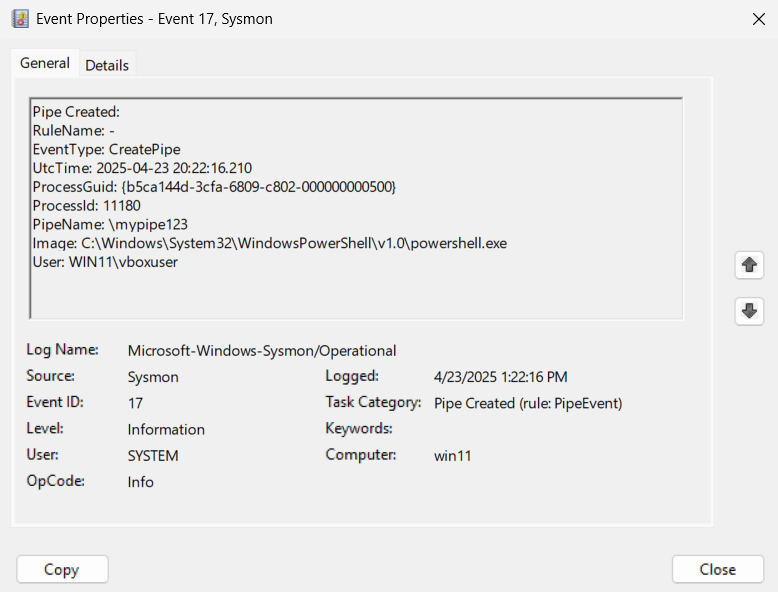 Event Properties - Event 17, Sysmon
General Details
Pipe Created:
RuleName: -
EventType: CreatePipe
UtcTime: 2025-04-23 20:22:16.210
ProcessGuid: {b5ca144d-3cfa-6809-c802-000000000500}
ProcessId: 11180
PipeName: \mypipe123
Image: C:\Windows\System32\WindowsPowerShell\v1.0\powershell.exe
User: WIN11\vboxuser
Log Name: Microsoft-Windows-Sysmon/Operational
Source: Sysmon Logged: 4/23/2025 1:22:16 PM
Event ID: 17 Task Category: Pipe Created (rule: PipeEvent)
Level: Information Keywords:
User: SYSTEM Computer: win11
OpCode: Info
Copy Close